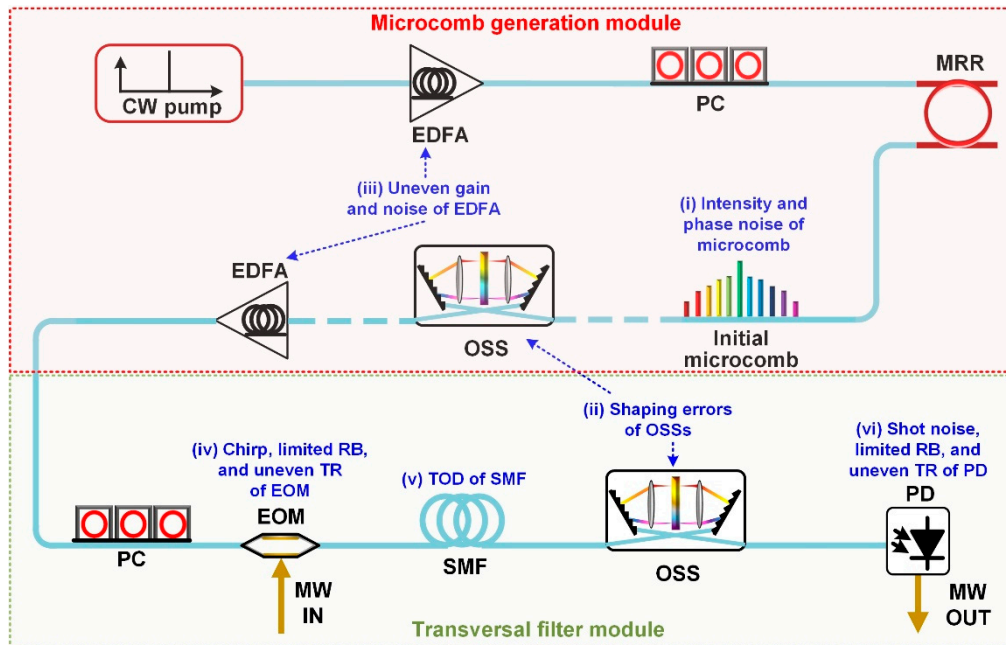 Microcomb generation module
CW pump
EDFA
PC
MRR
(iii) Uneven gain
and noise of EDFA
(i) Intensity and
phase noise of
microcomb
EDFA
OSS
Initial
microcomb
(ii) Shaping errors
of OSSs
(iv) Chirp, limited RB,
and uneven TR
of EOM
(v) TOD of SMF
(vi) Shot noise,
limited RB, and
uneven TR of PD
PC
EOM
SMF
OSS
PD
MW
IN
MW
OUT
Transversal filter module